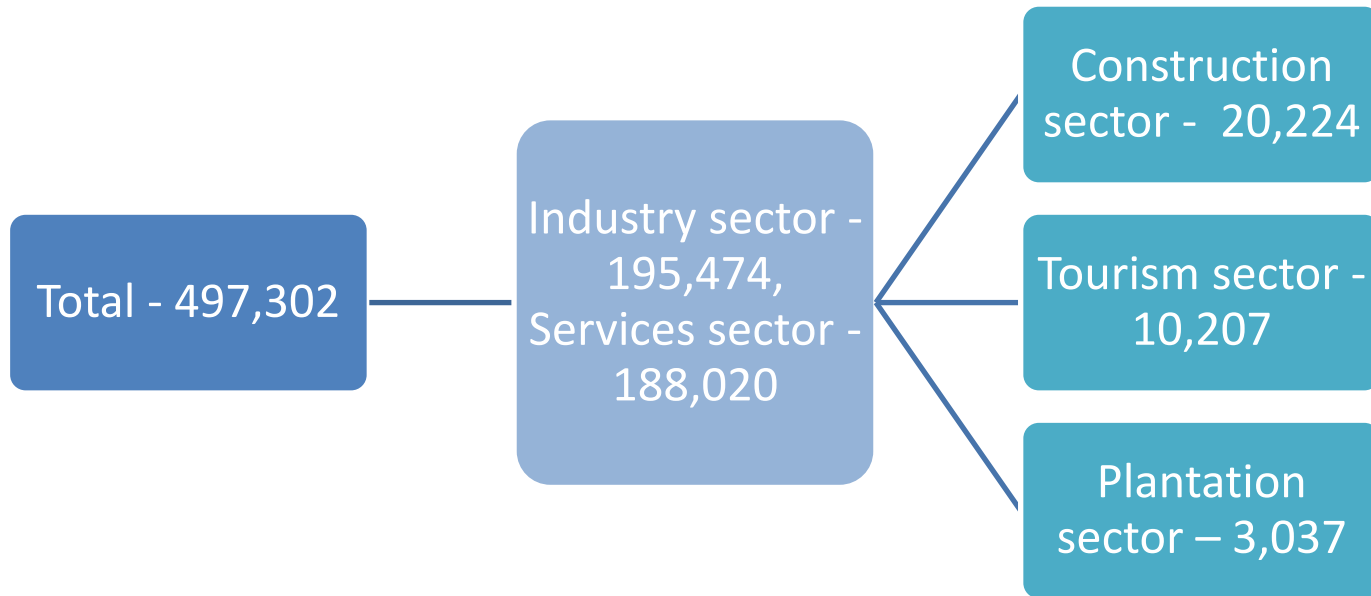 Total - 497,302
Industry sector -
195,474,
Services sector -
188,020
Construction
sector -  20,224
Tourism sector -
10,207
Plantation
sector – 3,037